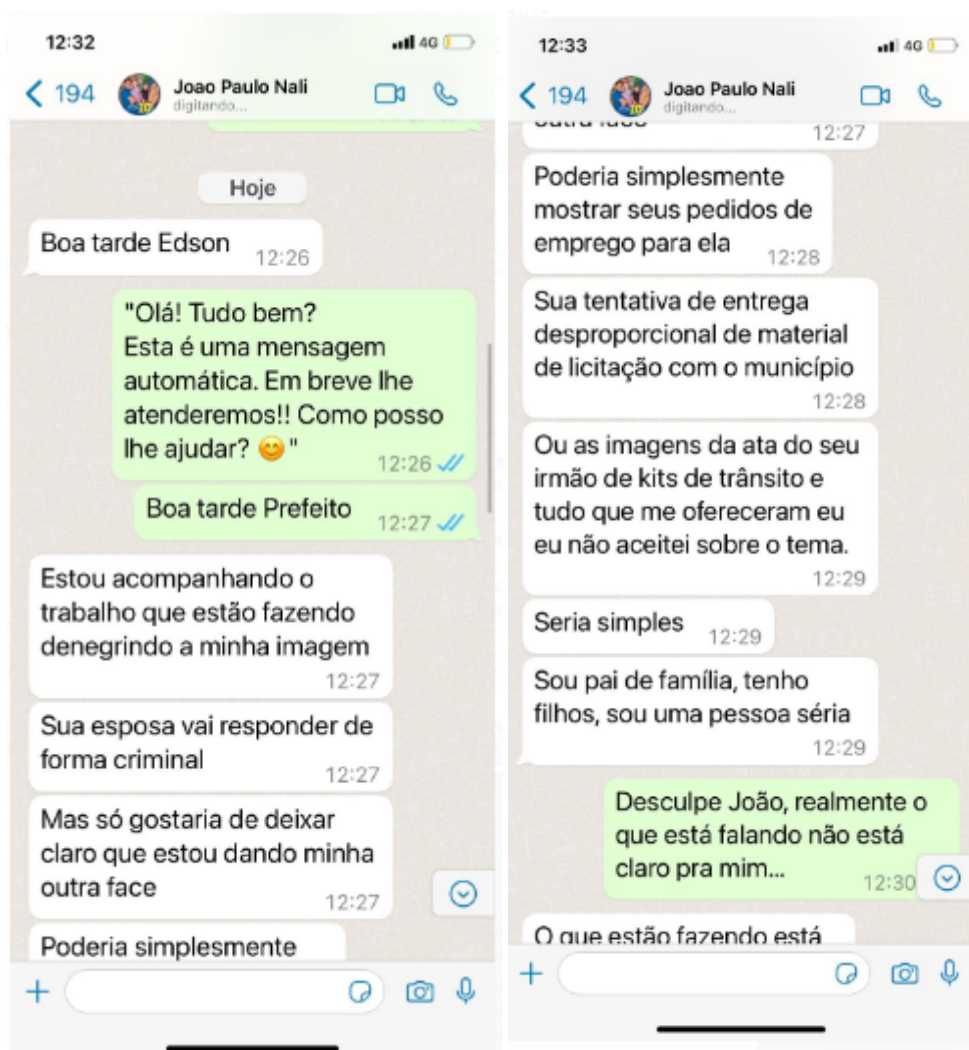 12:32
4G
194
Joao Paulo Nali
digitando...
Hoje
Boa tarde Edson
12:26
"Olá! Tudo bem?
Esta é uma mensagem
automática. Em breve lhe
atenderemos!! Como posso
lhe ajudar? 😊"
12:26
Boa tarde Prefeito
12:27
Estou acompanhando o
trabalho que estão fazendo
denegrindo a minha imagem
12:27
Sua esposa vai responder de
forma criminal
12:27
Mas só gostaria de deixar
claro que estou dando minha
outra face
12:27
Poderia simplesmente
12:33
4G
194
Joao Paulo Nali
digitando...
outra face
12:27
Poderia simplesmente
mostrar seus pedidos de
emprego para ela
12:28
Sua tentativa de entrega
desproporcional de material
de licitação com o município
12:28
Ou as imagens da ata do seu
irmão de kits de trânsito e
tudo que me ofereceram eu
eu não aceitei sobre o tema.
12:29
Seria simples
12:29
Sou pai de família, tenho
filhos, sou uma pessoa séria
12:29
Desculpe João, realmente o
que está falando não está
claro pra mim...
12:30
O que estão fazendo está